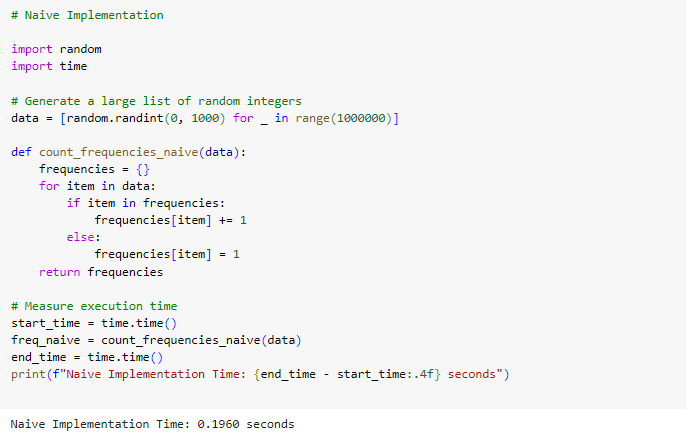 # Naive Implementation
import random
import time
# Generate a large list of random integers
data = [random.randint(0, 1000) for _ in range(1000000)]
def count_frequencies_naive(data):
    frequencies = {}
    for item in data:
        if item in frequencies:
            frequencies[item] += 1
        else:
            frequencies[item] = 1
    return frequencies
# Measure execution time
start_time = time.time()
freq_naive = count_frequencies_naive(data)
end_time = time.time()
print(f"Naive Implementation Time: {end_time - start_time:.4f} seconds")
Naive Implementation Time: 0.1960 seconds